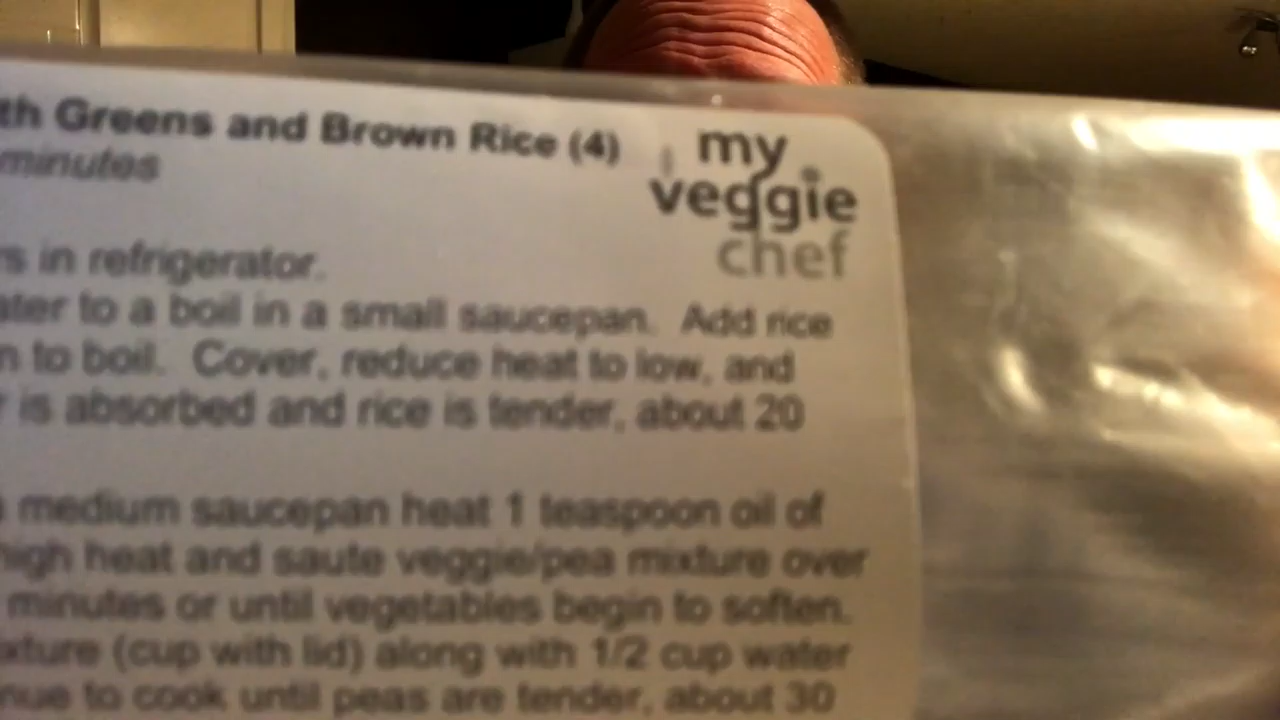 th Greens and Brown Rice (4)
minutes
my
veggie
chef
s in refrigerator.
ater to a boil in a small saucepan. Add rice
n to boil. Cover, reduce heat to low, and
r is absorbed and rice is tender, about 20
medium saucepan heat 1 teaspoon oil of
high heat and saute veggie/pea mixture over
minutes or until vegetables begin to soften.
xture (cup with lid) along with 1/2 cup water
nue to cook until peas are tender, about 30